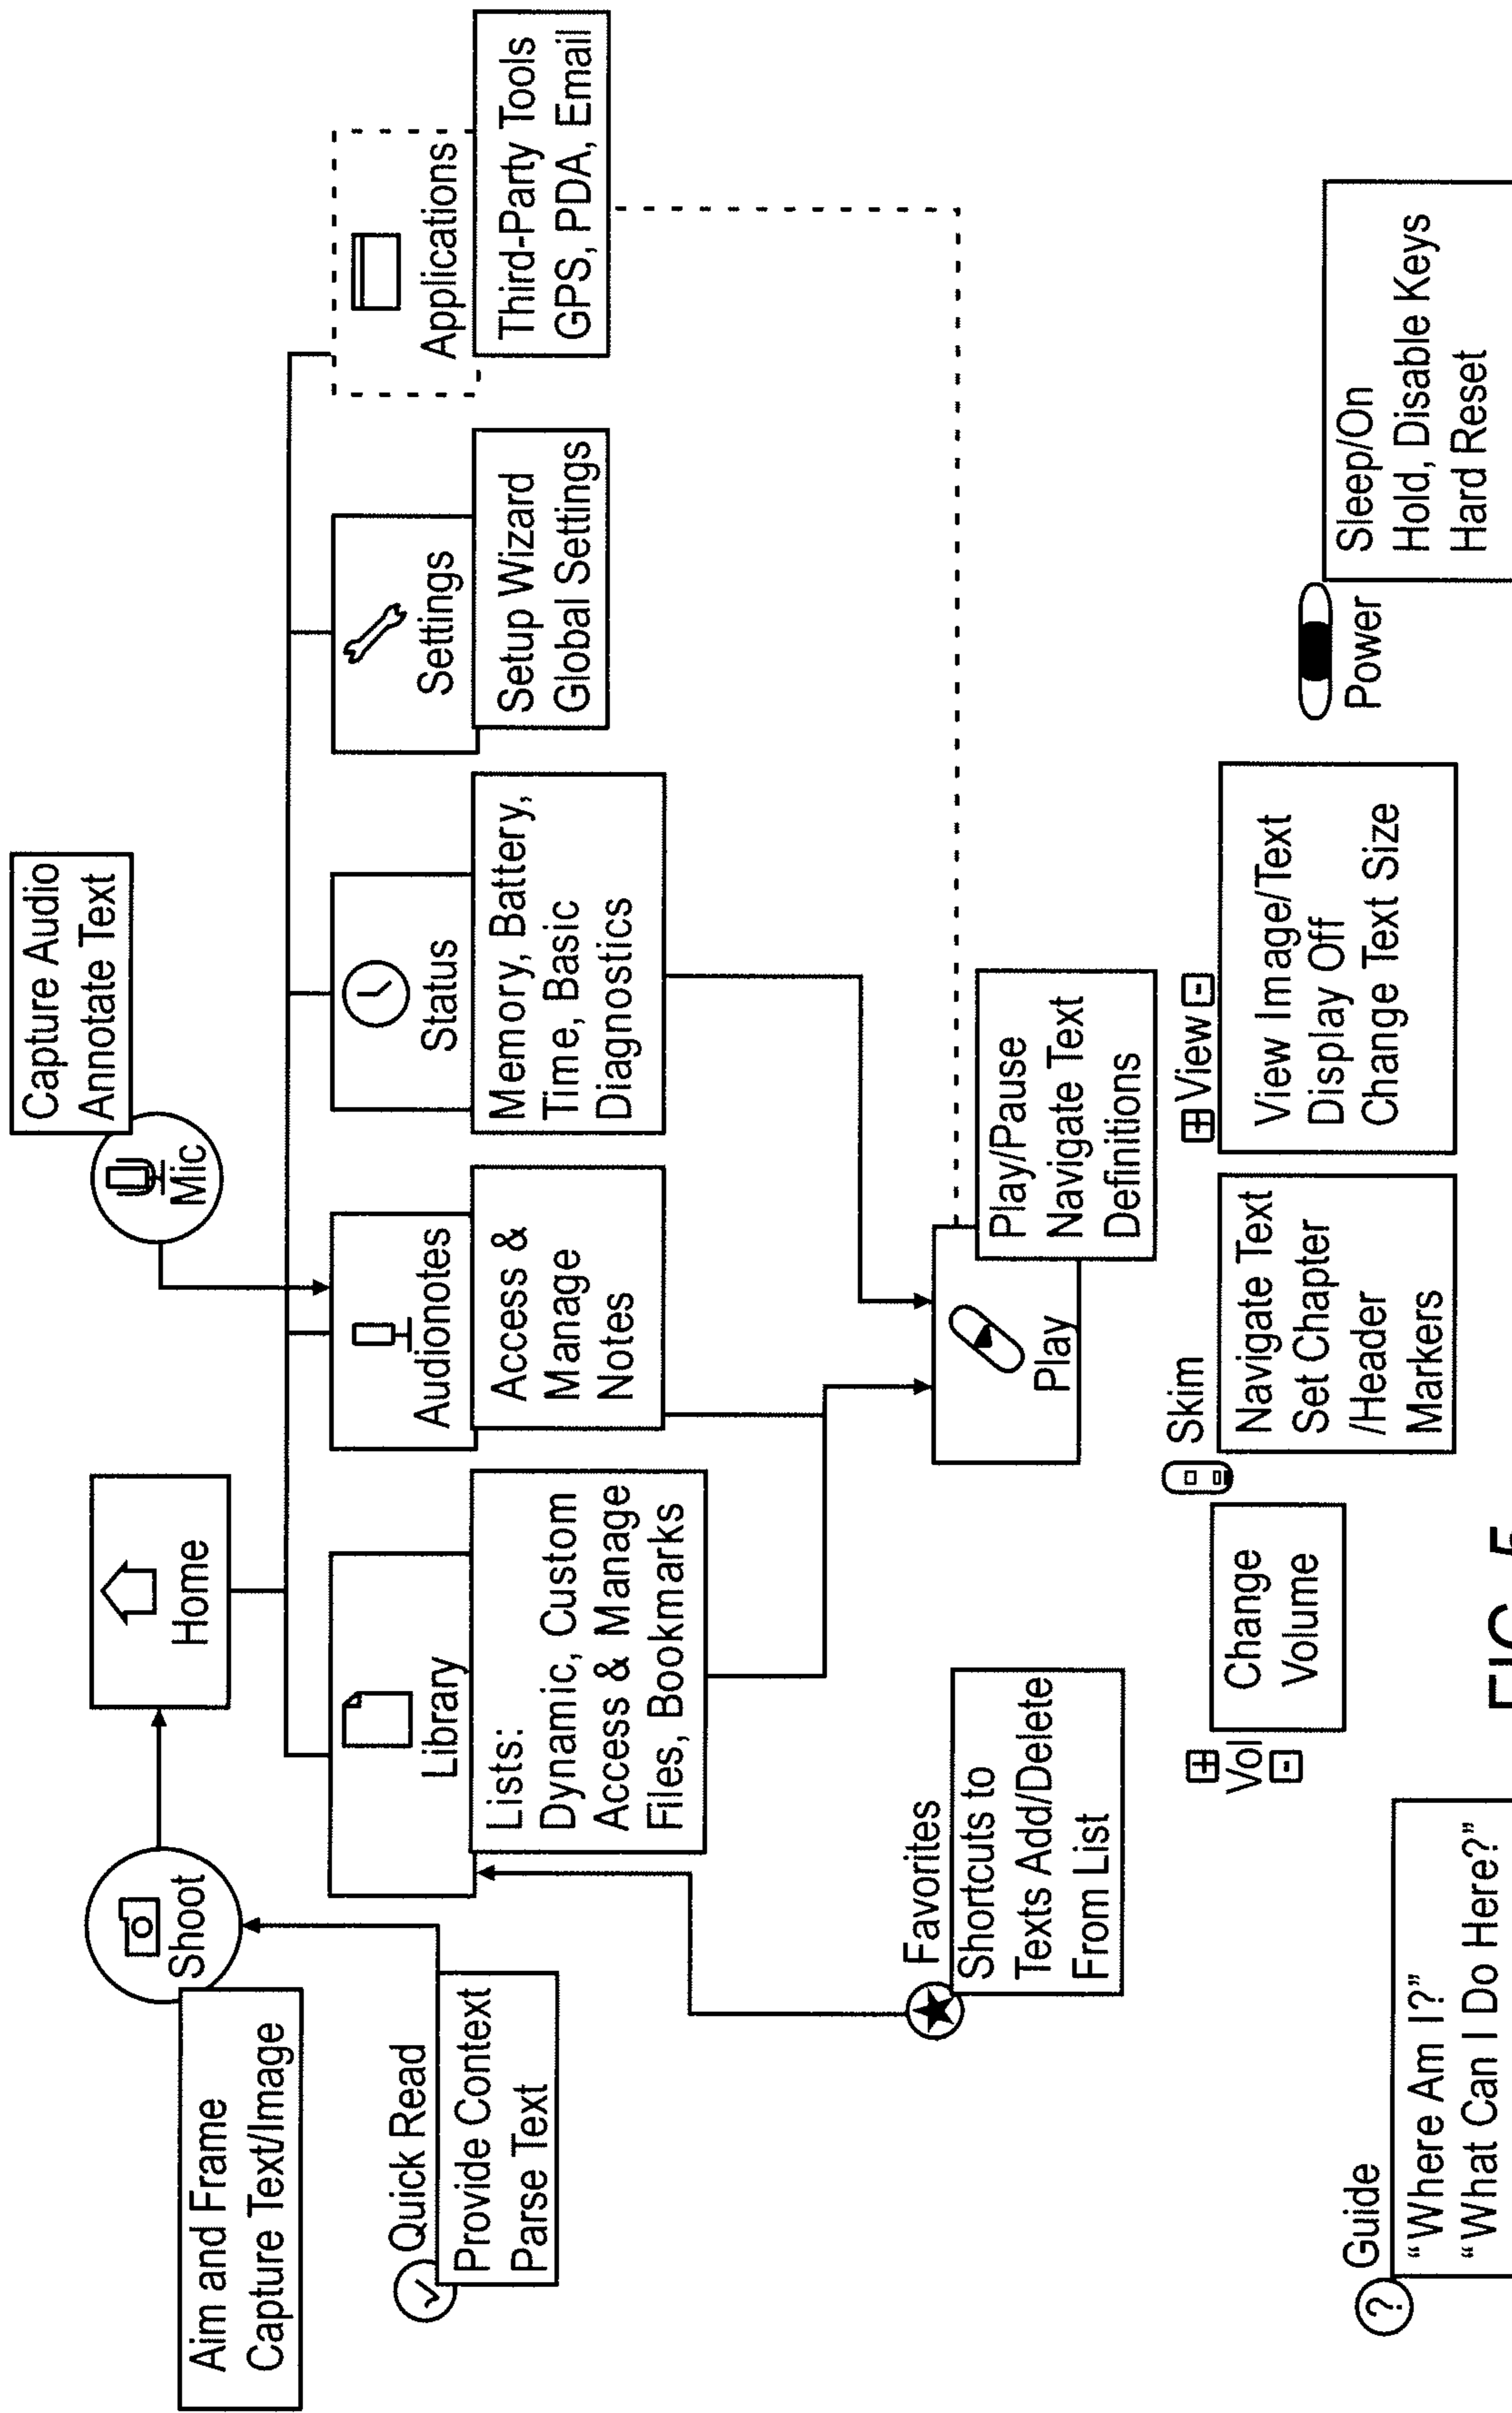 Aim and Frame
Capture Text/Image
Shoot
Home
Capture Audio
Annotate Text
Mic
Quick Read
Provide Context
Parse Text
Library
Lists:
Dynamic, Custom
Access & Manage
Files, Bookmarks
Audionotes
Access &
Manage
Notes
Status
Memory, Battery,
Time, Basic
Diagnostics
Settings
Setup Wizard
Global Settings
Applications
Third-Party Tools
GPS, PDA, Email
Favorites
Shortcuts to
Texts Add/Delete
From List
Play
Play/Pause
Navigate Text
Definitions
? Guide
"Where Am I?"
"What Can I Do Here?"
+
Vol
-
Change
Volume
Skim
Navigate Text
Set Chapter
/Header
Markers
+ View -
View Image/Text
Display Off
Change Text Size
Power
Sleep/On
Hold, Disable Keys
Hard Reset
FIG. 5